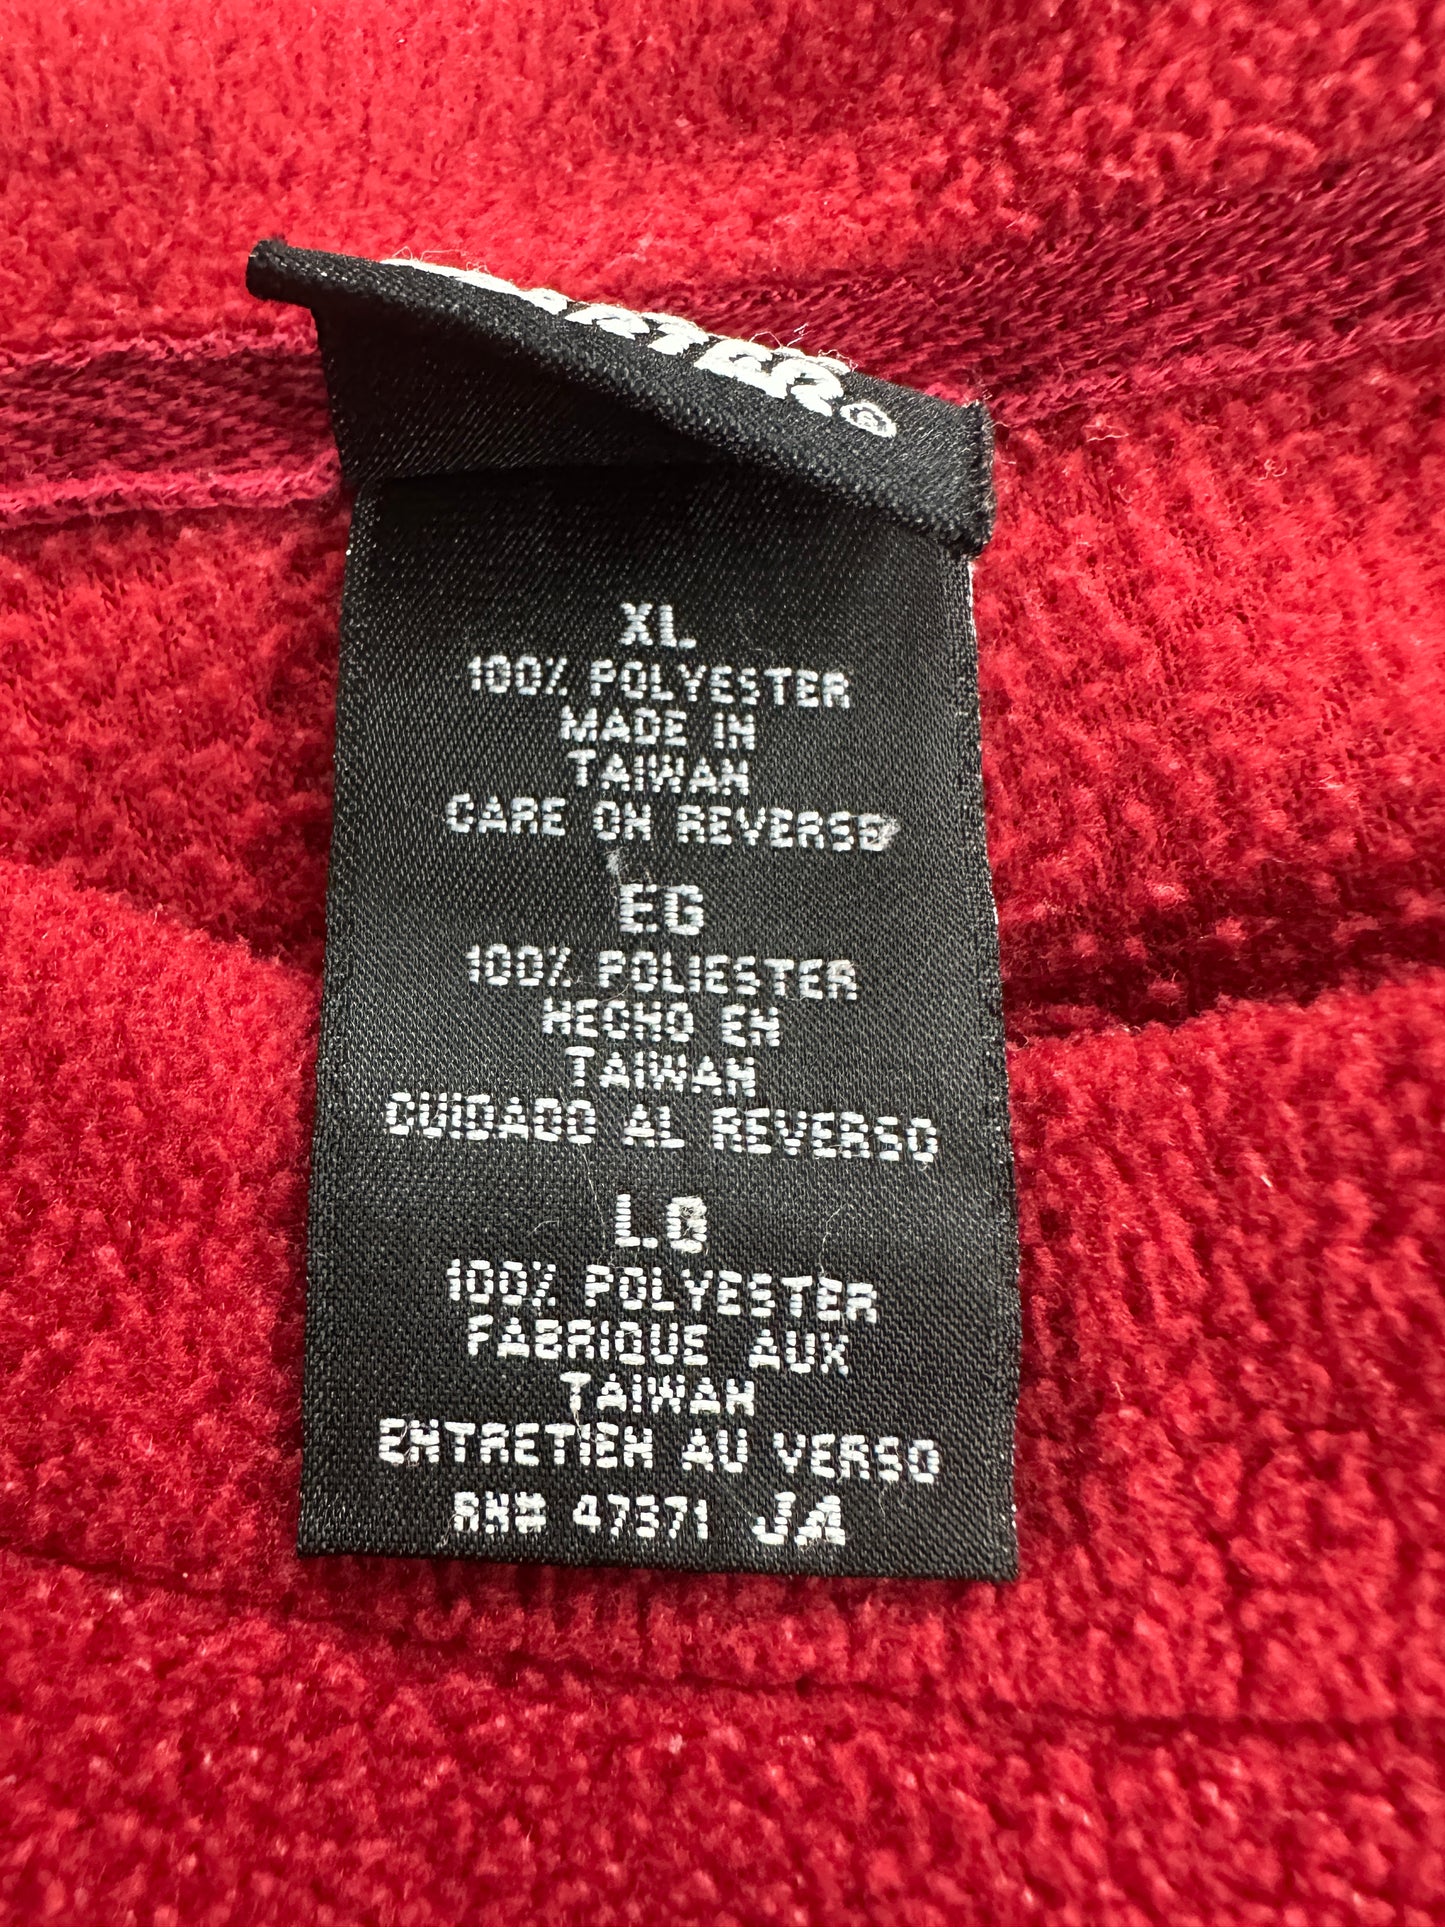 XL
100% POLYESTER
MADE IN
TAIWAN
CARE ON REVERSE
EG
100% POLIESTER
HECHO EN
TAIWAN
CUIDADO AL REVERSO
L.G
100% POLYESTER
FABRIQUE AUX
TAIWAN
ENTRETIEN AU VERSO
RN# 47371 JA